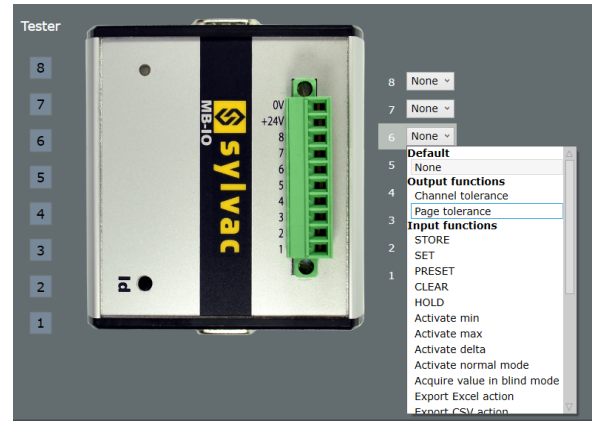 Tester
8
7
6
5
4
3
2
1
MB-IO
sylvac
Id
0V
+24V
8
7
6
5
4
3
2
1
8 None
7 None
6 None
5
4
3
2
1
Default
None
Output functions
Channel tolerance
Page tolerance
Input functions
STORE
SET
PRESET
CLEAR
HOLD
Activate min
Activate max
Activate delta
Activate normal mode
Acquire value in blind mode
Export Excel action
Export CSV action